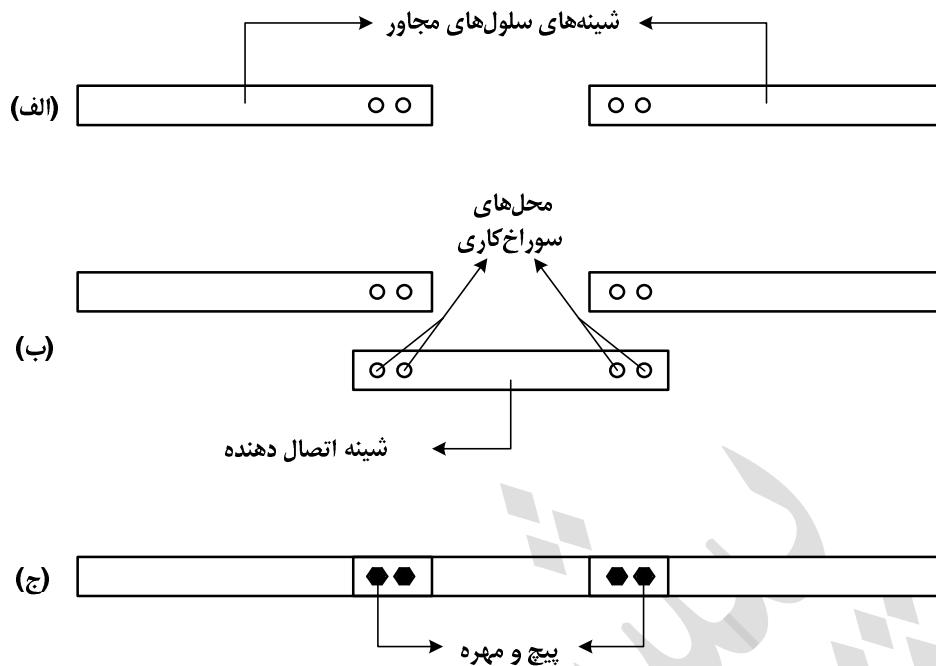 شینه‌های سلول‌های مجاور
(الف)
محل‌های
سوراخ‌کاری
(ب)
شینه اتصال دهنده
(ج)
پیچ و مهره